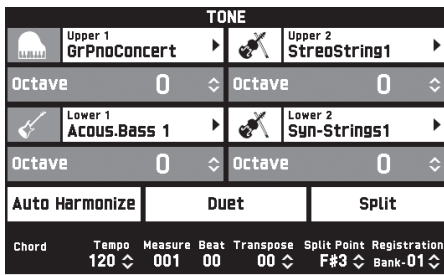 TONE
Upper 1 Upper 2
GrPnoConcert StreoString1
Octave 0 Octave 0
Lower 1 Lower 2
Acous.Bass 1 Syn-Strings1
Octave 0 Octave 0
Auto Harmonize Duet Split
Chord Tempo Measure Beat Transpose Split Point Registration
120 001 00 00 F#3 Bank-01